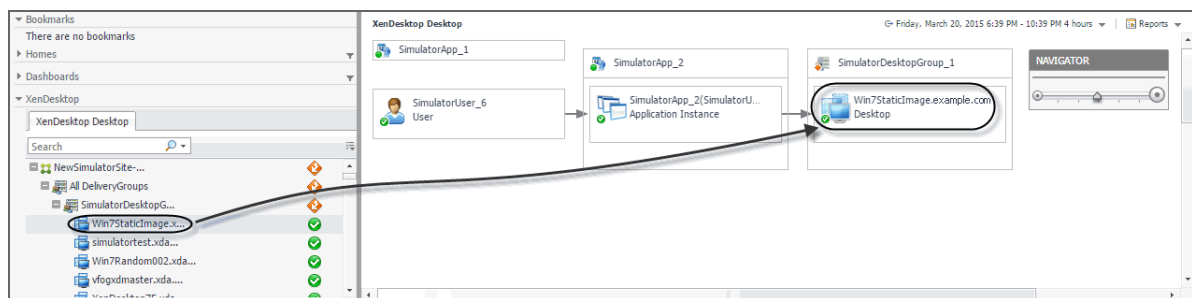 Bookmarks
There are no bookmarks
Homes
Dashboards
XenDesktop
XenDesktop Desktop
Search
NewSimulatorSite-...
All DeliveryGroups
SimulatorDesktopG...
Win7StaticImage.x...
simulatortest.xda...
Win7Random002.xda...
vfogxdmaster.xda....
XenDesktop Desktop
Friday, March 20, 2015 6:39 PM - 10:39 PM 4 hours
Reports
SimulatorApp_1
SimulatorUser_6
User
SimulatorApp_2
SimulatorApp_2(SimulatorU...
Application Instance
SimulatorDesktopGroup_1
Win7StaticImage.example.com
Desktop
NAVIGATOR